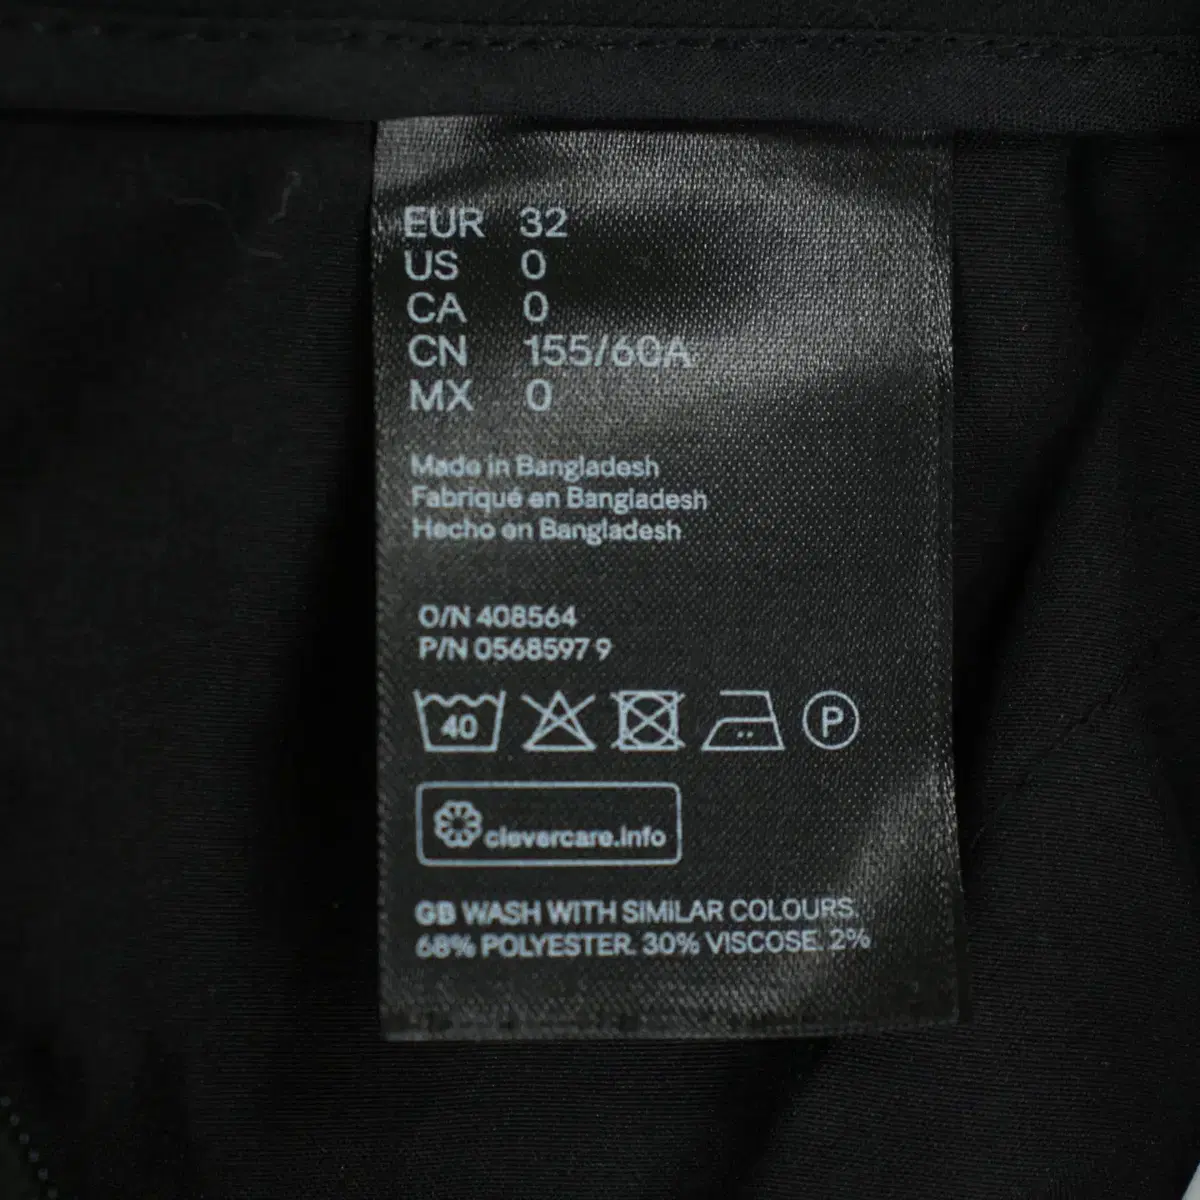 EUR 32
US 0
CA 0
CN 155/60A
MX 0
Made in Bangladesh
Fabriqué en Bangladesh
Hecho en Bangladesh
O/N 408564
P/N 0568597 9
40 P
clevercare.info
GB WASH WITH SIMILAR COLOURS.
68% POLYESTER. 30% VISCOSE. 2%